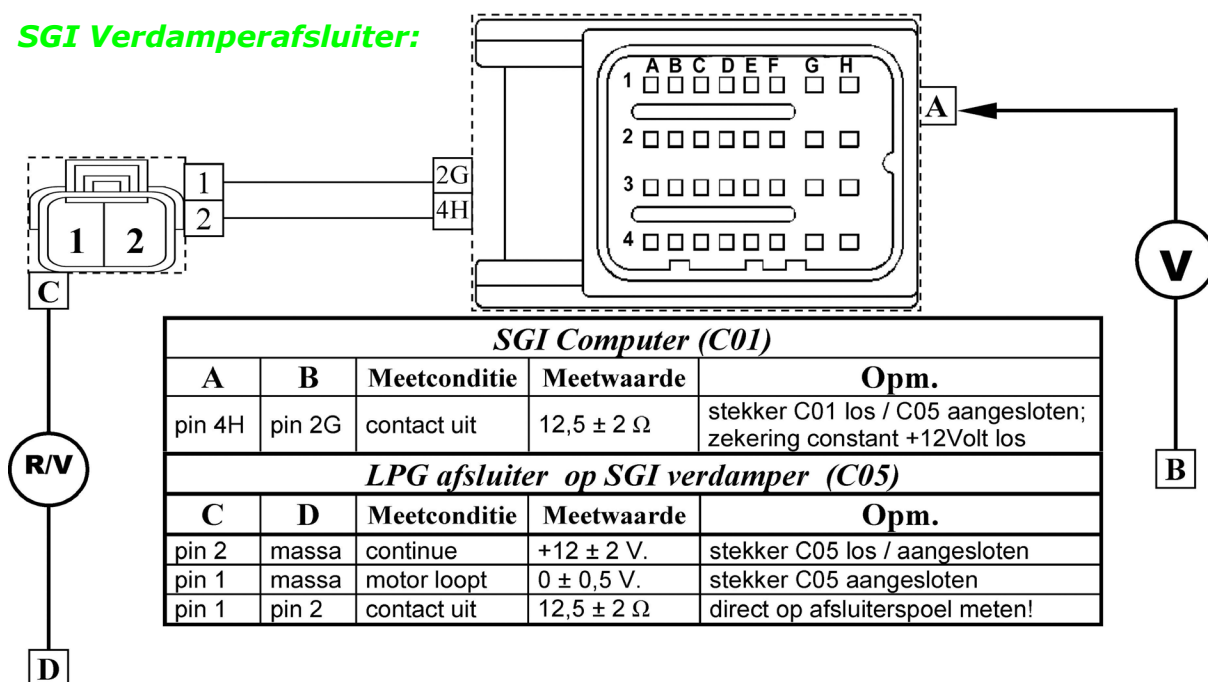 SGI Verdamperafsluiter:
A B C D E F G H
1
2
3
4
A
1
2
2G
4H
1 2
C
V
R/V
B
D
SGI Computer (C01)
A B Meetconditie Meetwaarde Opm.
pin 4H pin 2G contact uit 12,5 ± 2 Ω stekker C01 los / C05 aangesloten;
zekering constant +12Volt los
LPG afsluiter op SGI verdamper (C05)
C D Meetconditie Meetwaarde Opm.
pin 2 massa continue +12 ± 2 V. stekker C05 los / aangesloten
pin 1 massa motor loopt 0 ± 0,5 V. stekker C05 aangesloten
pin 1 pin 2 contact uit 12,5 ± 2 Ω direct op afsluiterspoel meten!